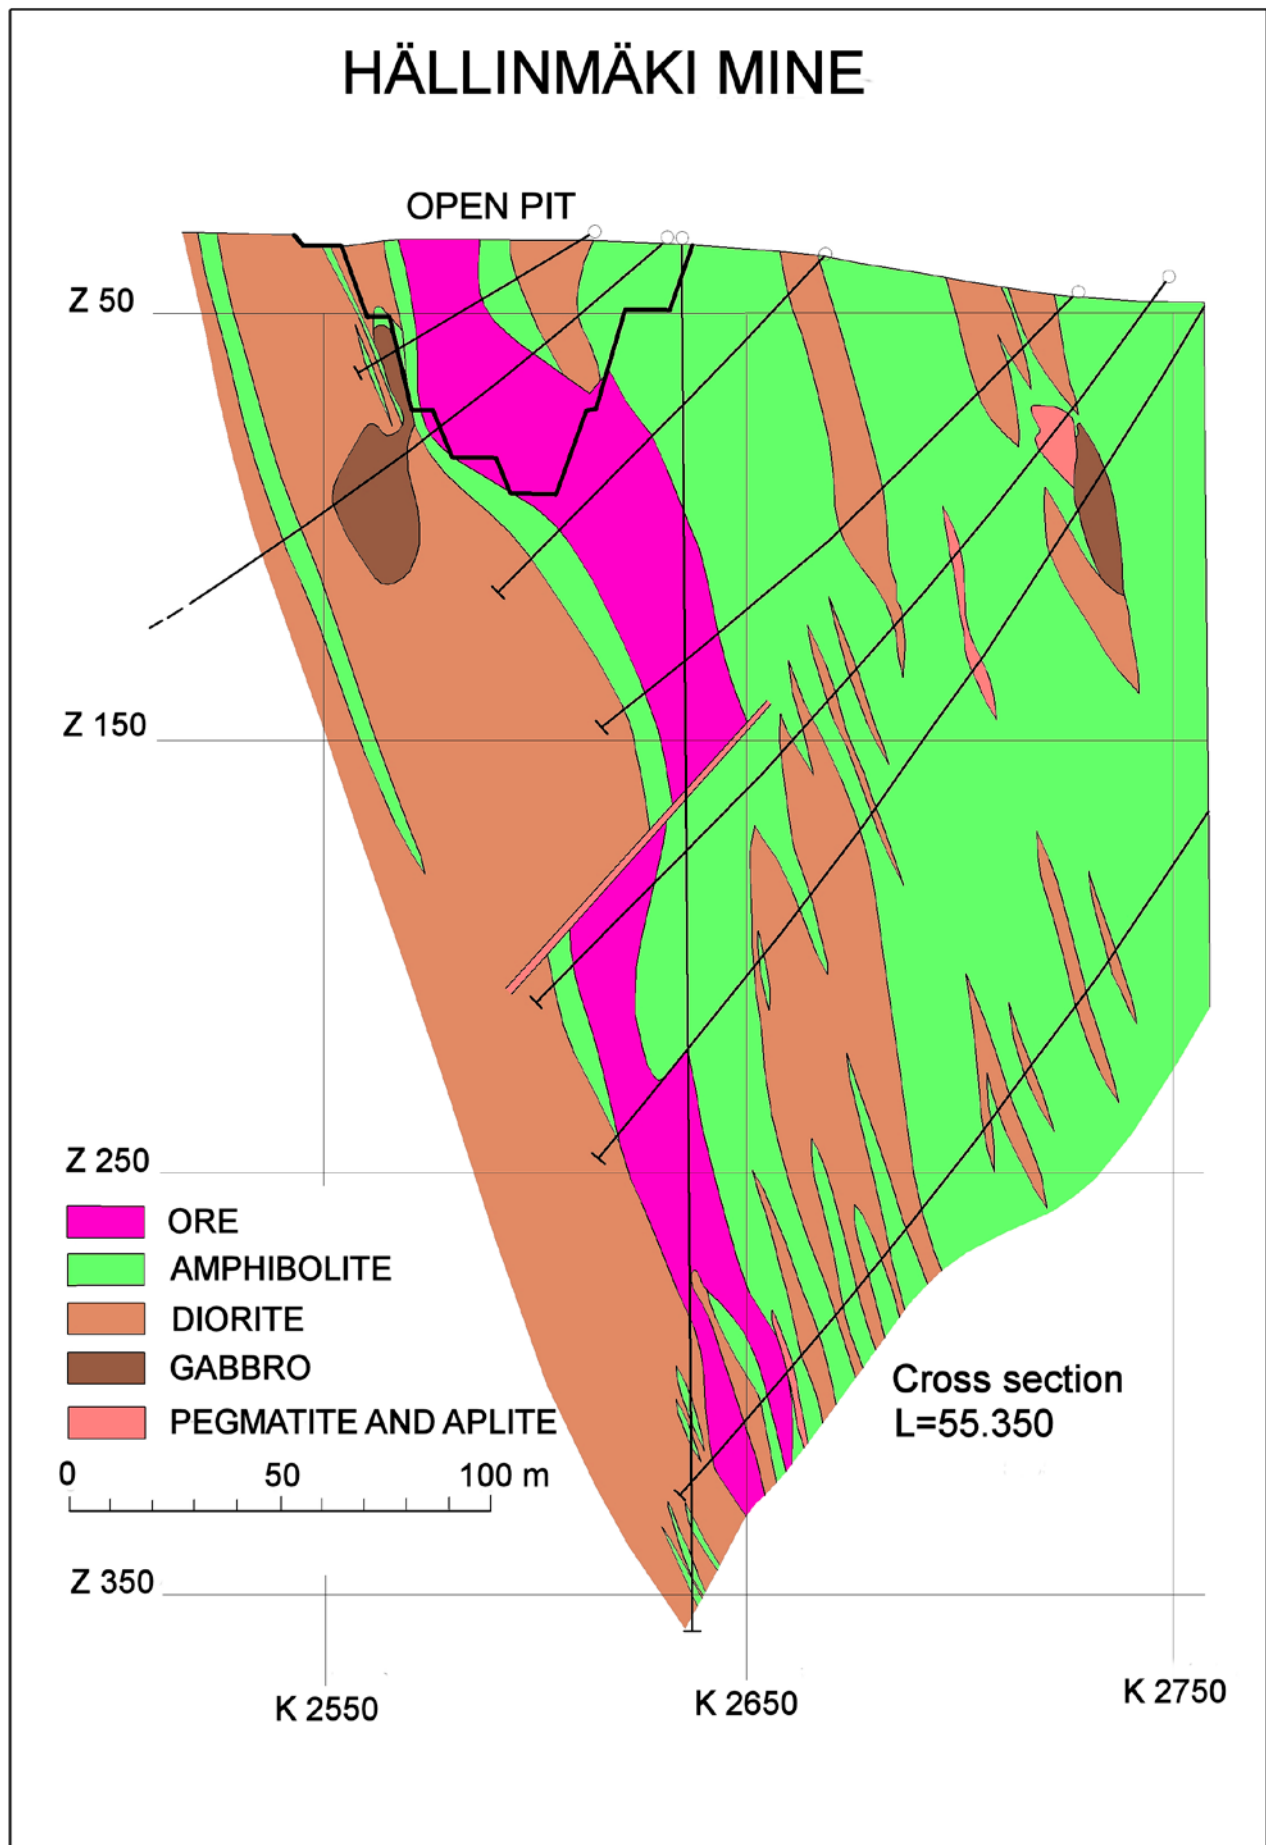 HÄLLINMÄKI MINE
OPEN PIT
Z 50
Z 150
Z 250
ORE
AMPHIBOLITE
DIORITE
GABBRO
PEGMATITE AND APLITE
Cross section
L=55.350
0 50 100 m
Z 350
K 2550 K 2650 K 2750